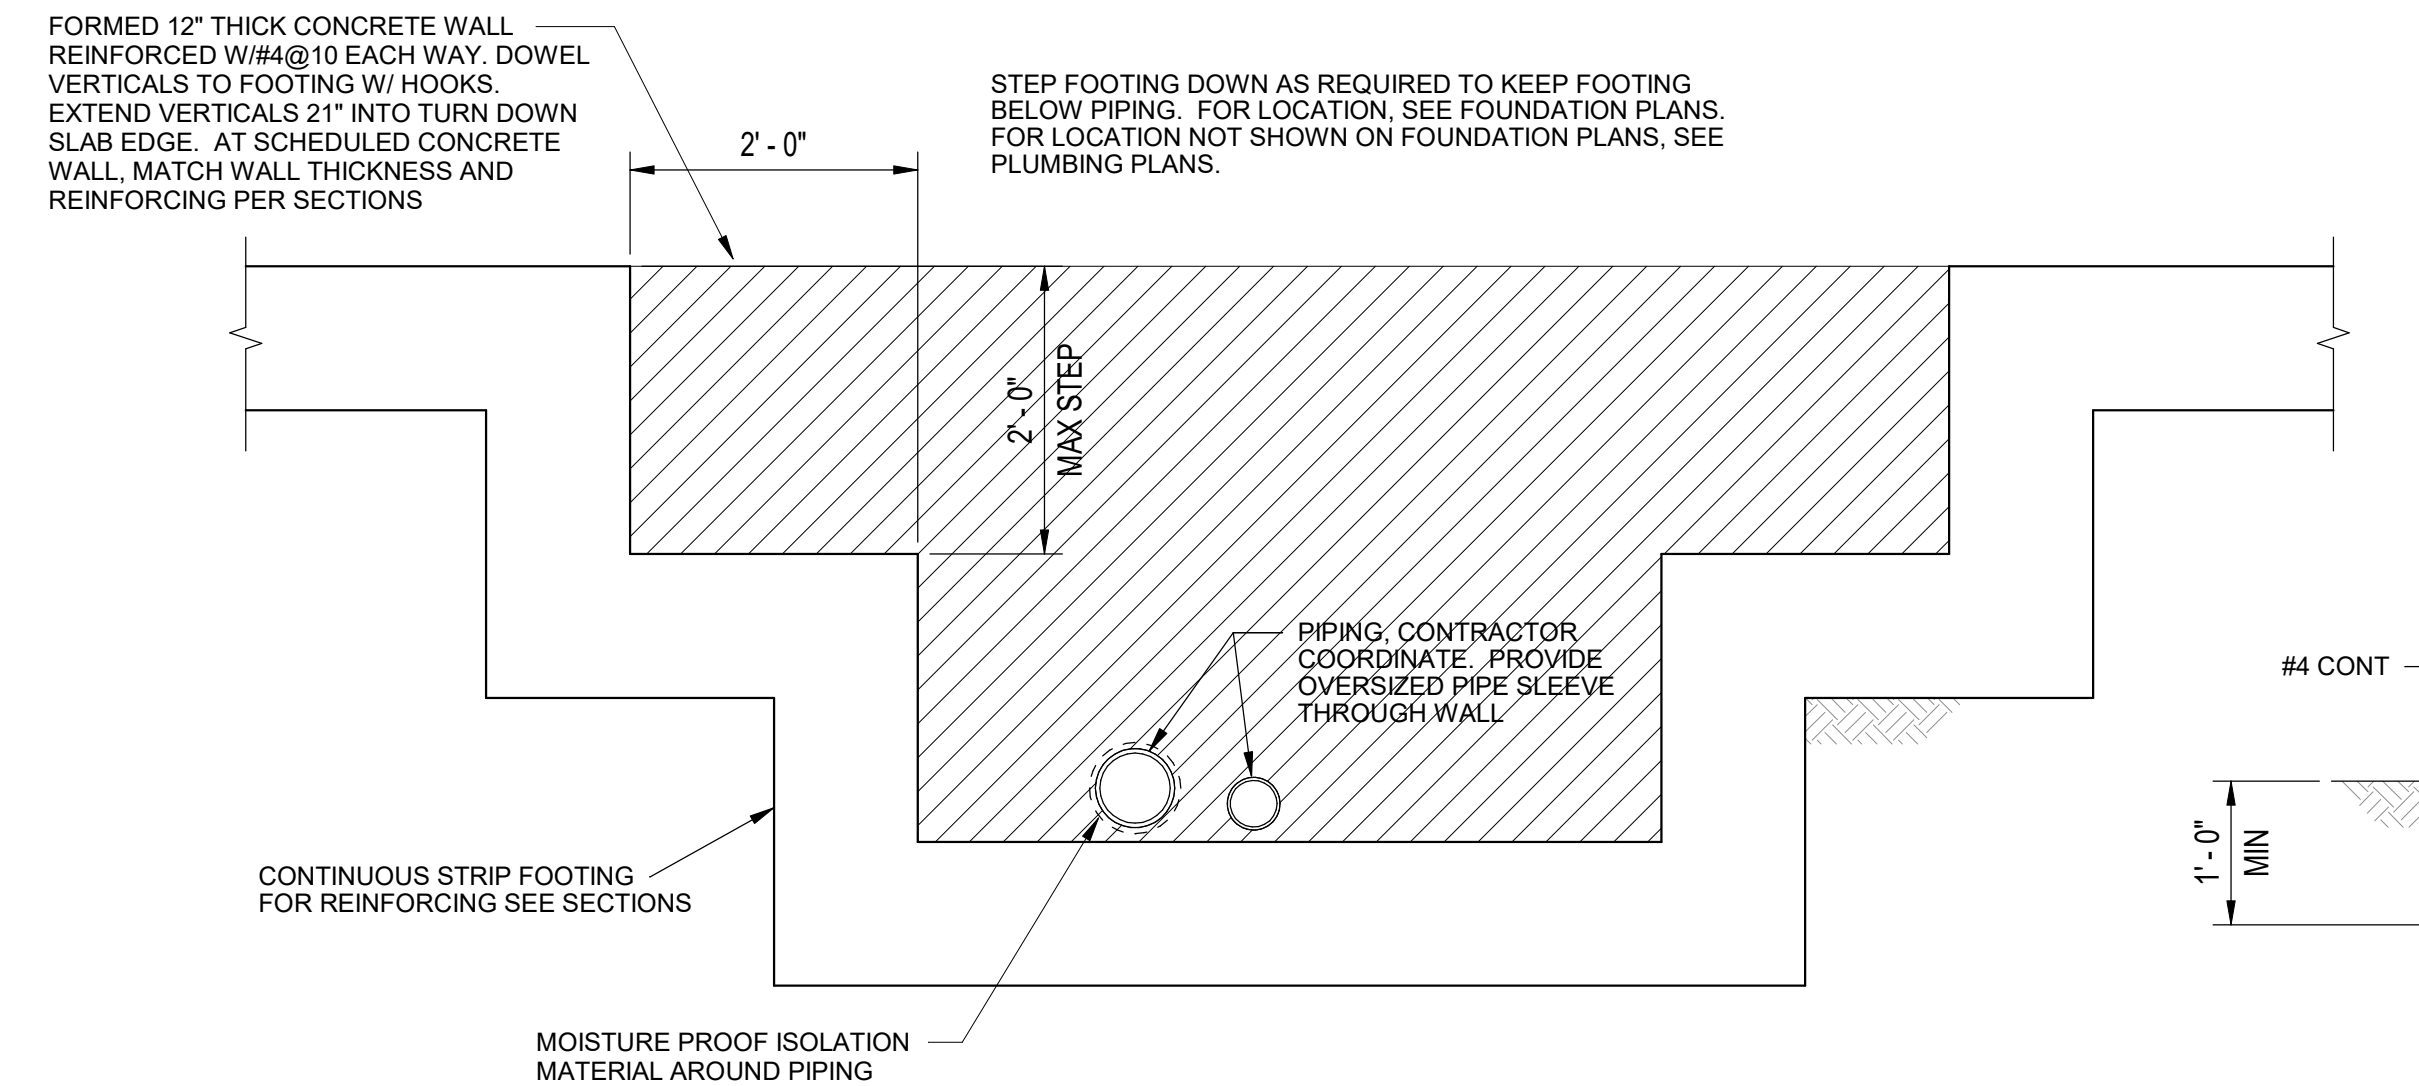 FORMED 12" THICK CONCRETE WALL
REINFORCED W/#4@10 EACH WAY. DOWEL
VERTICALS TO FOOTING W/ HOOKS.
EXTEND VERTICALS 21" INTO TURN DOWN
SLAB EDGE. AT SCHEDULED CONCRETE
WALL, MATCH WALL THICKNESS AND
REINFORCING PER SECTIONS
2' - 0"
STEP FOOTING DOWN AS REQUIRED TO KEEP FOOTING
BELOW PIPING. FOR LOCATION, SEE FOUNDATION PLANS.
FOR LOCATION NOT SHOWN ON FOUNDATION PLANS, SEE
PLUMBING PLANS.
2' - 0"
MAX STEP
PIPING, CONTRACTOR
COORDINATE. PROVIDE
OVERSIZED PIPE SLEEVE
THROUGH WALL
#4 CONT
1' - 0"
MIN
CONTINUOUS STRIP FOOTING
FOR REINFORCING SEE SECTIONS
MOISTURE PROOF ISOLATION
MATERIAL AROUND PIPING